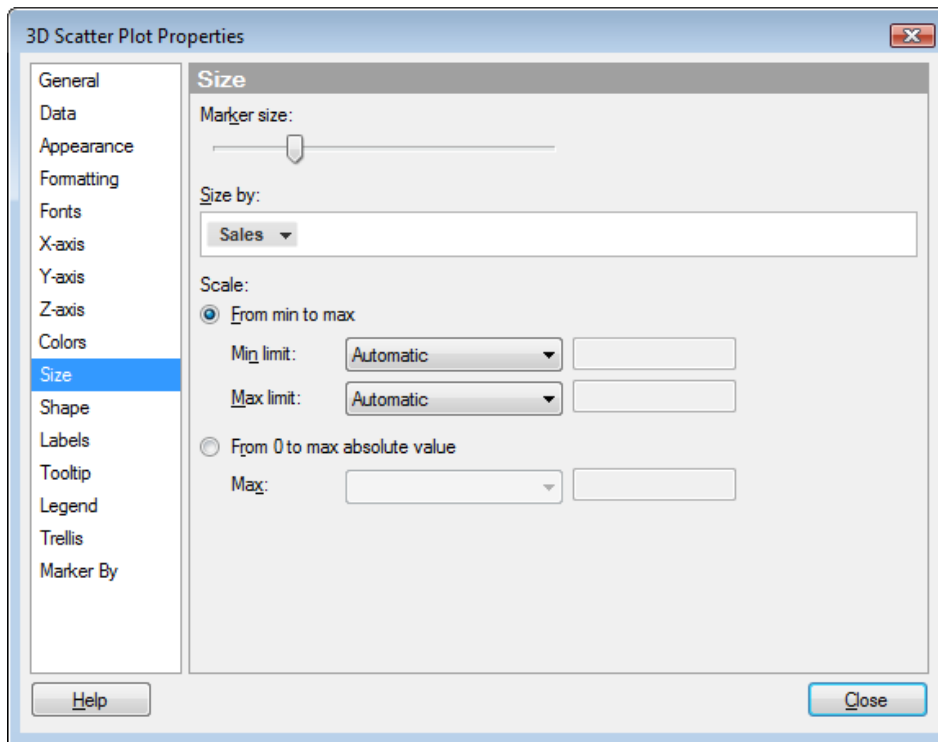 3D Scatter Plot Properties
General
Data
Appearance
Formatting
Fonts
X-axis
Y-axis
Z-axis
Colors
Size
Shape
Labels
Tooltip
Legend
Trellis
Marker By
Size
Marker size:
Size by:
Sales
Scale:
From min to max
Min limit: Automatic
Max limit: Automatic
From 0 to max absolute value
Max:
Help
Close